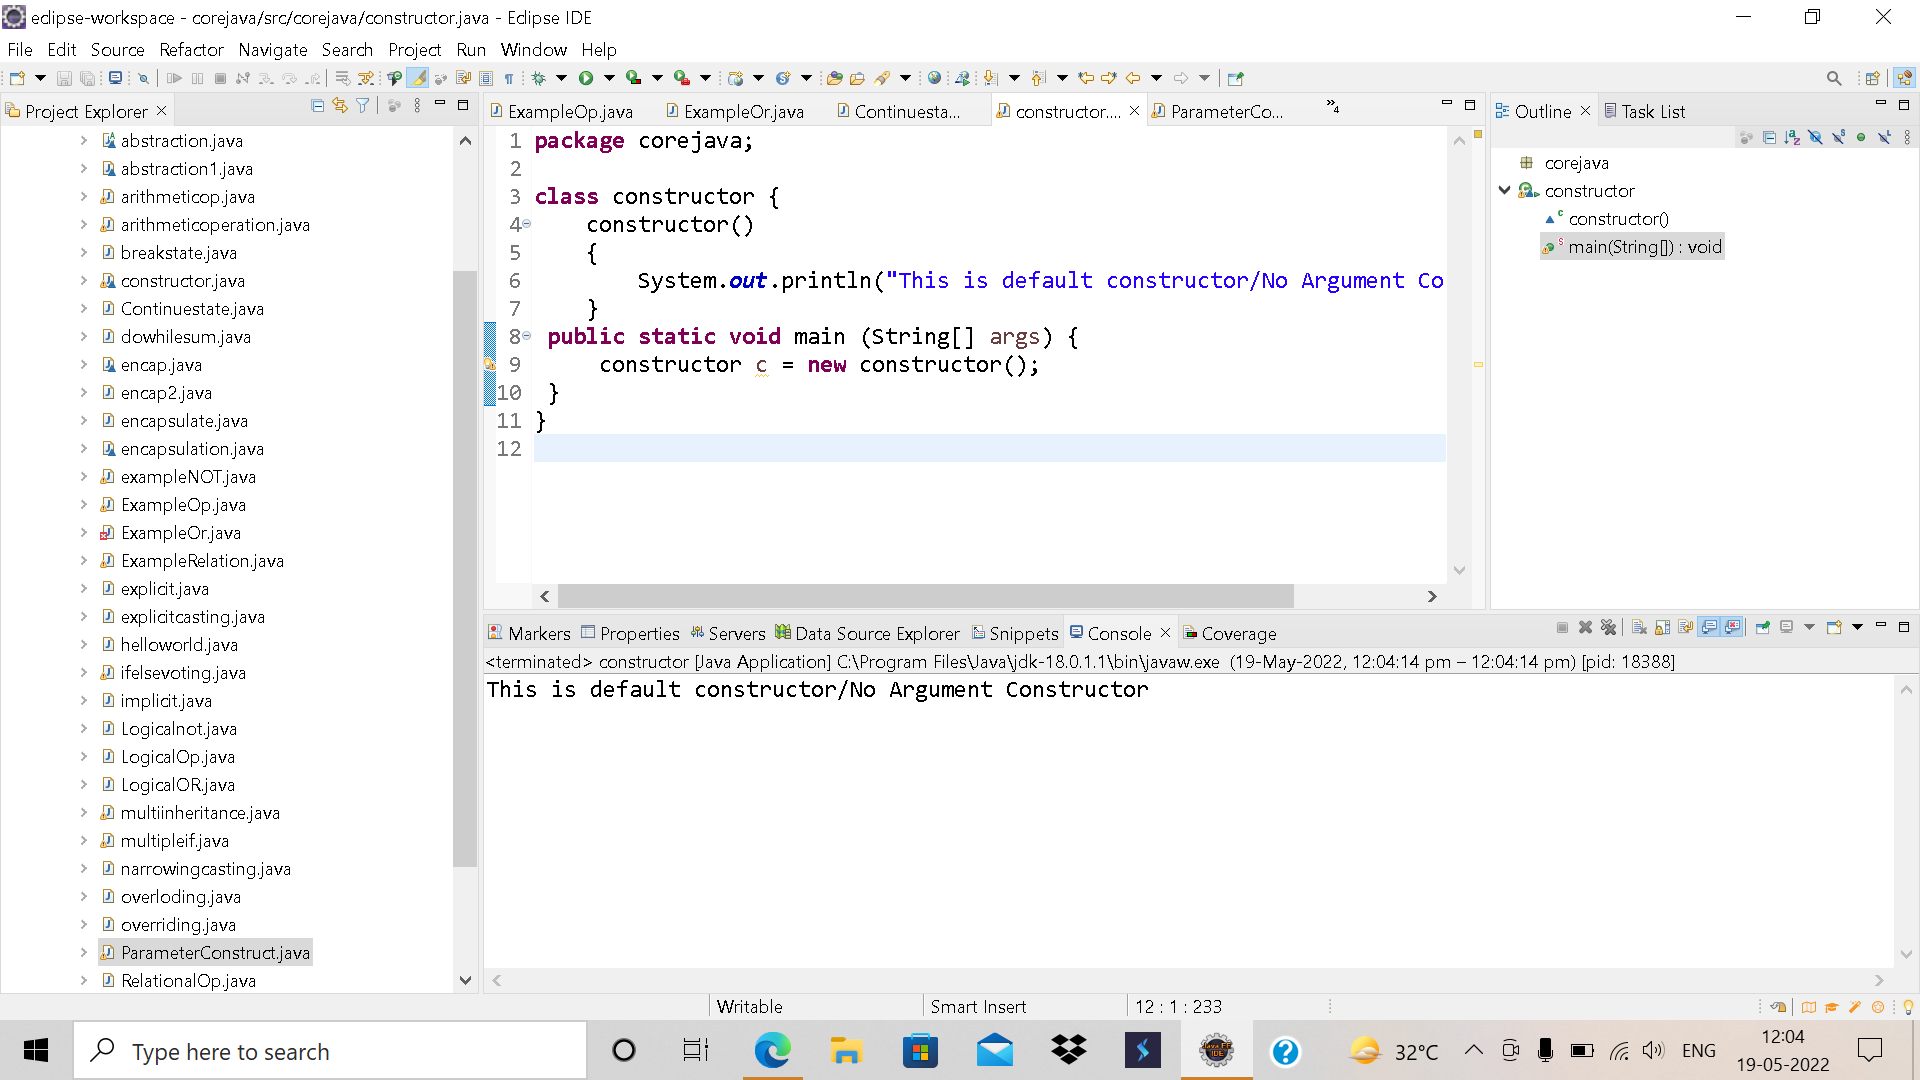 eclipse-workspace - corejava/src/corejava/constructor.java - Eclipse IDE
File Edit Source Refactor Navigate Search Project Run Window Help
Project Explorer
abstraction.java
abstraction1.java
arithmeticop.java
arithmeticoperation.java
breakstate.java
constructor.java
Continuestate.java
dowhilesum.java
encap.java
encap2.java
encapsulate.java
encapsulation.java
exampleNOT.java
ExampleOp.java
ExampleOr.java
ExampleRelation.java
explicit.java
explicitcasting.java
helloworld.java
ifelsevoting.java
implicit.java
Logicalnot.java
LogicalOp.java
LogicalOR.java
multiinheritance.java
multipleif.java
narrowingcasting.java
overloding.java
overriding.java
ParameterConstruct.java
RelationalOp.java
ExampleOp.java ExampleOr.java Continuesta... constructor.... ParameterCo... »4
1 package corejava;
2
3 class constructor {
4 constructor()
5 {
6 System.out.println("This is default constructor/No Argument Co
7 }
8 public static void main (String[] args) {
9 constructor c = new constructor();
10 }
11 }
12
Outline Task List
corejava
constructor
constructor()
main(String[]) : void
Markers Properties Servers Data Source Explorer Snippets Console Coverage
<terminated> constructor [Java Application] C:\Program Files\Java\jdk-18.0.1.1\bin\javaw.exe (19-May-2022, 12:04:14 pm – 12:04:14 pm) [pid: 18388]
This is default constructor/No Argument Constructor
Writable Smart Insert 12 : 1 : 233
Type here to search
32°C ENG
12:04
19-05-2022